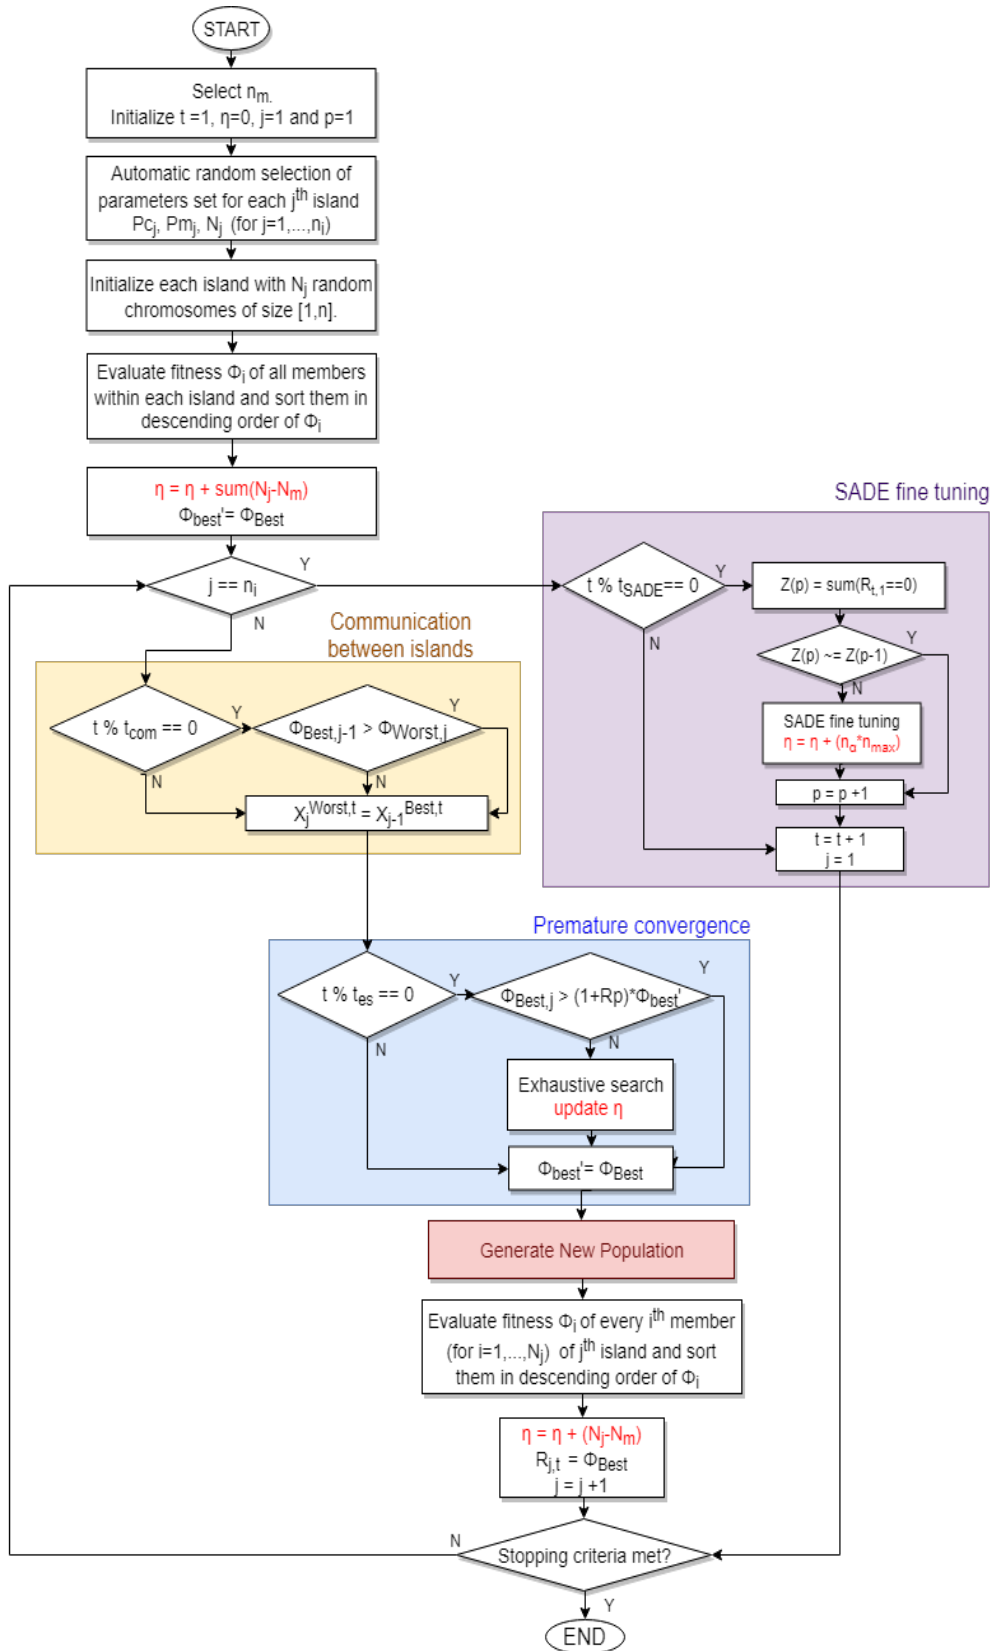 START
Select nm.
Initialize t =1, η=0, j=1 and p=1
Automatic random selection of
parameters set for each jth island
Pcj, Pmj, Nj (for j=1,...,ni)
Initialize each island with Nj random
chromosomes of size [1,n].
Evaluate fitness Φi of all members
within each island and sort them in
descending order of Φi
η = η + sum(Nj-Nm)
Φbest'= ΦBest
j == ni
Y
N
SADE fine tuning
t % tSADE== 0
Y
N
Z(p) = sum(Rt,1==0)
Z(p) ~= Z(p-1)
Y
N
SADE fine tuning
η = η + (nα*nmax)
p = p +1
t = t + 1
j = 1
Communication
between islands
t % tcom == 0
Y
N
ΦBest,j-1 > ΦWorst,j
Y
N
XjWorst,t = Xj-1Best,t
Premature convergence
t % tes == 0
Y
N
ΦBest,j > (1+Rp)*Φbest'
Y
N
Exhaustive search
update η
Φbest'= ΦBest
Generate New Population
Evaluate fitness Φi of every ith member
(for i=1,...,Nj) of jth island and sort
them in descending order of Φi
η = η + (Nj-Nm)
Rj,t = ΦBest
j = j +1
Stopping criteria met?
N
Y
END